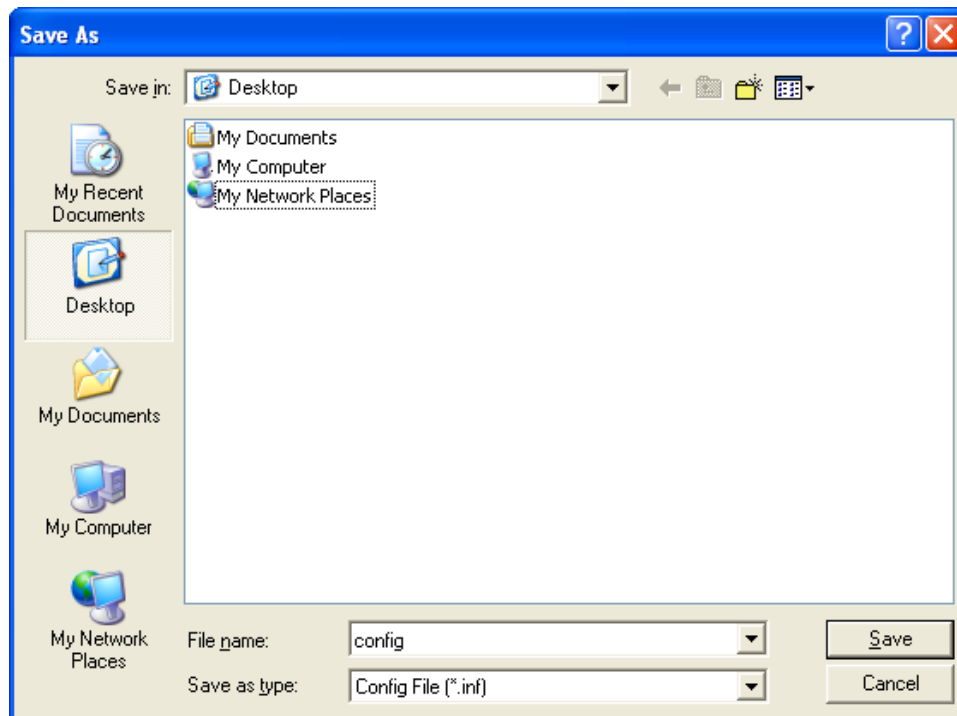 Save As
Save in: Desktop
My Documents
My Computer
My Network Places
My Recent
Documents
Desktop
My Documents
My Computer
My Network
Places
File name: config Save
Save as type: Config File (*.inf) Cancel